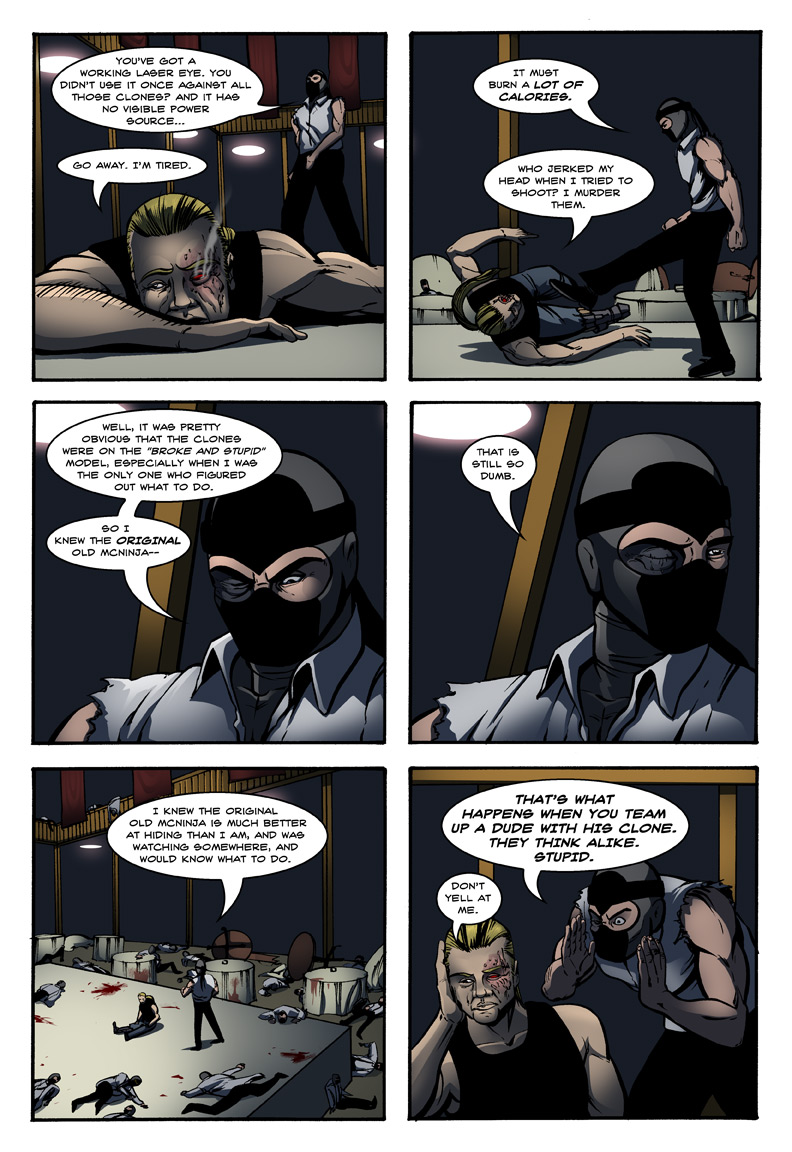 YOU'VE GOT A
WORKING LASER EYE. YOU
DIDN'T USE IT ONCE AGAINST ALL
THOSE CLONES? AND IT HAS
NO VISIBLE POWER
SOURCE...
GO AWAY. I'M TIRED.
IT MUST
BURN A LOT OF
CALORIES.
WHO JERKED MY
HEAD WHEN I TRIED TO
SHOOT? I MURDER
THEM.
WELL, IT WAS PRETTY
OBVIOUS THAT THE CLONES
WERE ON THE "BROKE AND STUPID"
MODEL, ESPECIALLY WHEN I WAS
THE ONLY ONE WHO FIGURED
OUT WHAT TO DO.
SO I
KNEW THE ORIGINAL
OLD MCNINJA--
THAT IS
STILL SO
DUMB.
I KNEW THE ORIGINAL
OLD MCNINJA IS MUCH BETTER
AT HIDING THAN I AM, AND WAS
WATCHING SOMEWHERE, AND
WOULD KNOW WHAT TO DO.
THAT'S WHAT
HAPPENS WHEN YOU TEAM
UP A DUDE WITH HIS CLONE.
THEY THINK ALIKE.
STUPID.
DON'T
YELL AT
ME.